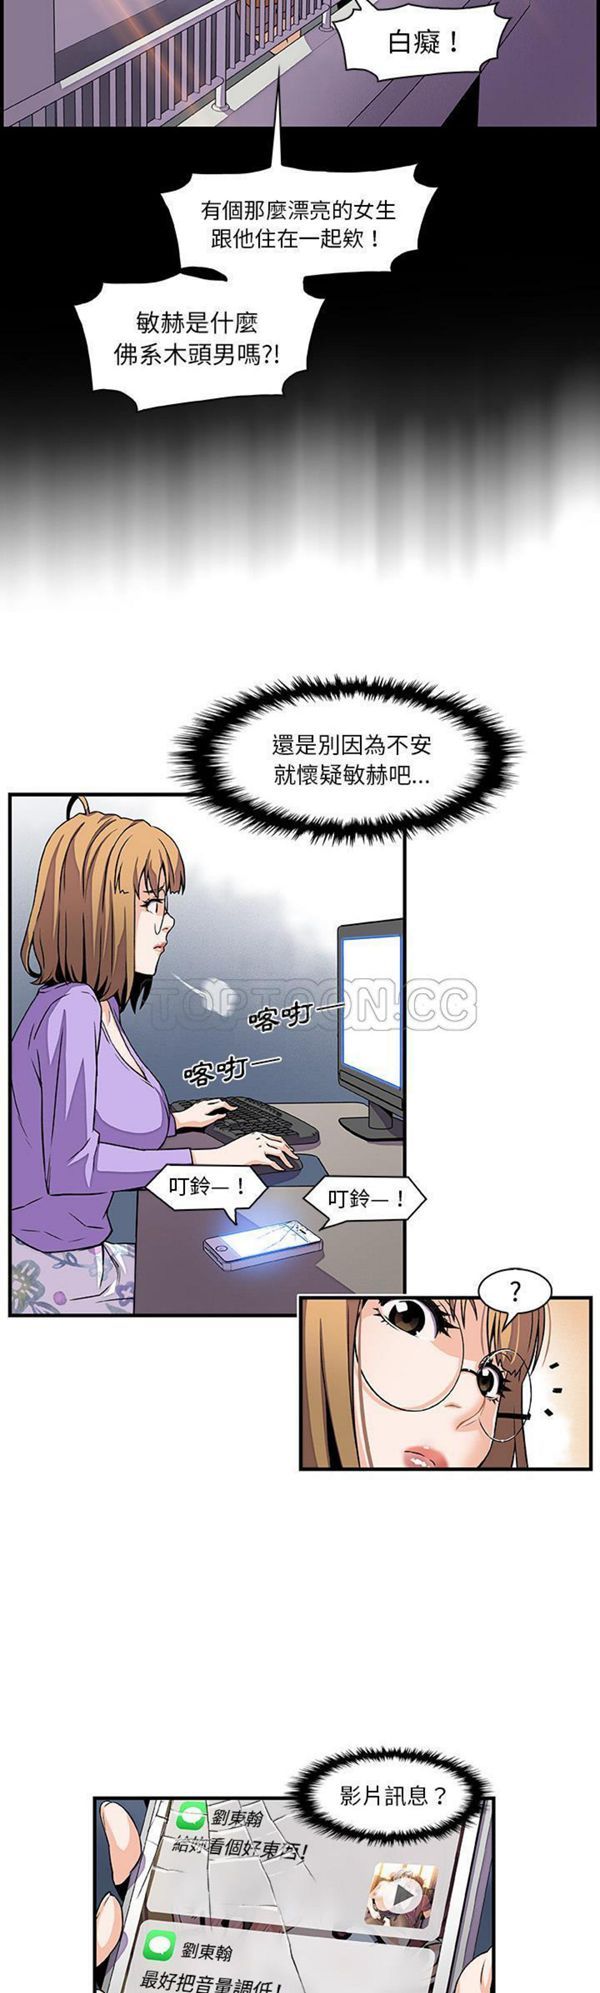 白癡！
有個那麼漂亮的女生
跟他住在一起欸！
敏赫是什麼
佛系木頭男嗎?!
還是別因為不安
就懷疑敏赫吧...
TOPTOON.CC
喀啦—
喀啦—
叮鈴—！
叮鈴—！
?
影片訊息？
劉東翰
給妳看個好東西！
劉東翰
最好把音量調低！